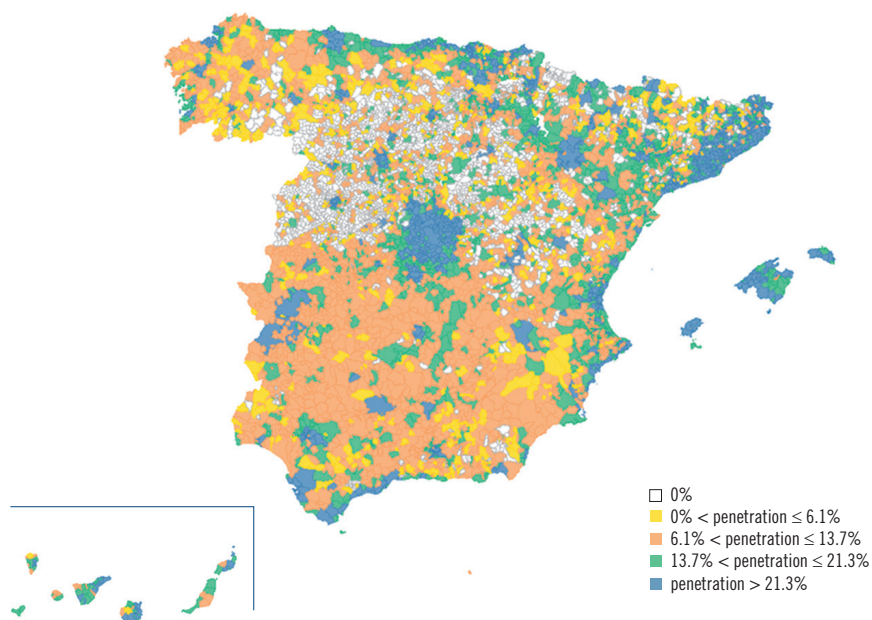 0%
0% < penetration ≤ 6.1%
6.1% < penetration ≤ 13.7%
13.7% < penetration ≤ 21.3%
penetration > 21.3%